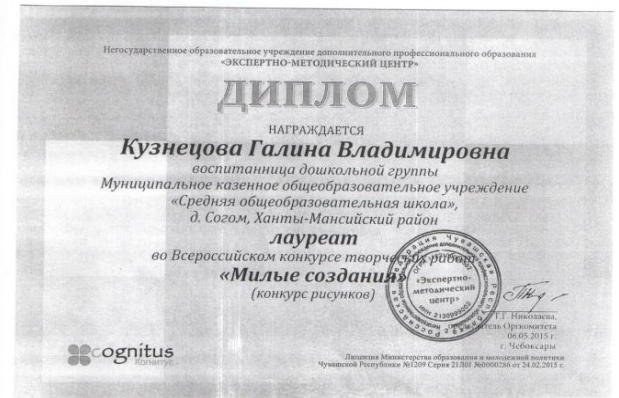 Негосударственное образовательное учреждение дополнительного профессионального образования
«ЭКСПЕРТНО-МЕТОДИЧЕСКИЙ ЦЕНТР»
ДИПЛОМ
НАГРАЖДАЕТСЯ
Кузнецова Галина Владимировна
воспитанница дошкольной группы
Муниципальное казенное общеобразовательное учреждение
«Средняя общеобразовательная школа»,
д. Согом, Ханты-Мансийский район
лауреат
во Всероссийском конкурсе творческих работ
«Милые создания»
(конкурс рисунков)
«Экспертно-
методический
центр»
Т.Г. Николаева,
Оргкомитета
06.05.2015 г.
г. Чебоксары
cognitus
Когнитус
Лицензия Министерства образования и молодежной политики
Чувашской Республики №1209 Серия 21Л01 №0000286 от 24.02.2015 г.